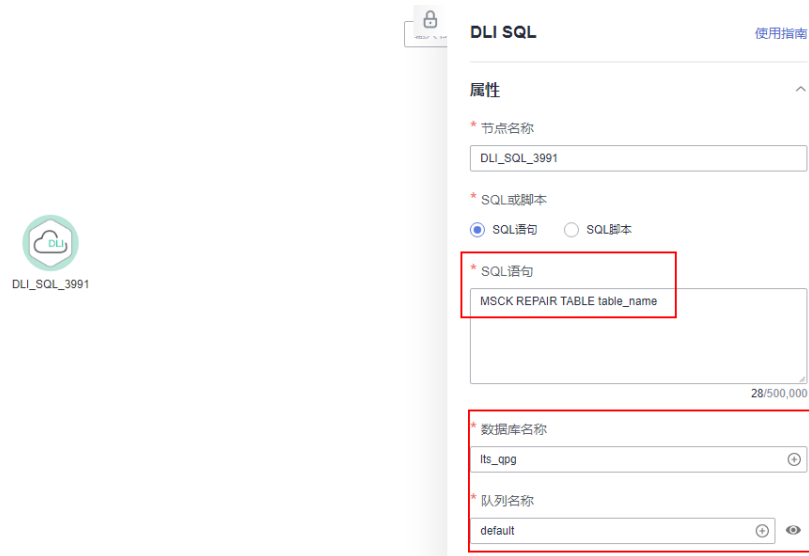 DLI SQL
使用指南
属性
* 节点名称
DLI_SQL_3991
* SQL或脚本
SQL语句 SQL脚本
* SQL语句
MSCK REPAIR TABLE table_name
28/500,000
* 数据库名称
lts_qpg
* 队列名称
default
DLI
DLI_SQL_3991